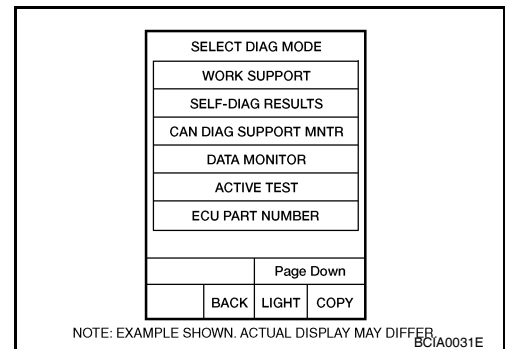 SELECT DIAG MODE
WORK SUPPORT
SELF-DIAG RESULTS
CAN DIAG SUPPORT MNTR
DATA MONITOR
ACTIVE TEST
ECU PART NUMBER
Page Down
BACK LIGHT COPY
NOTE: EXAMPLE SHOWN. ACTUAL DISPLAY MAY DIFFER.
BCIA0031E